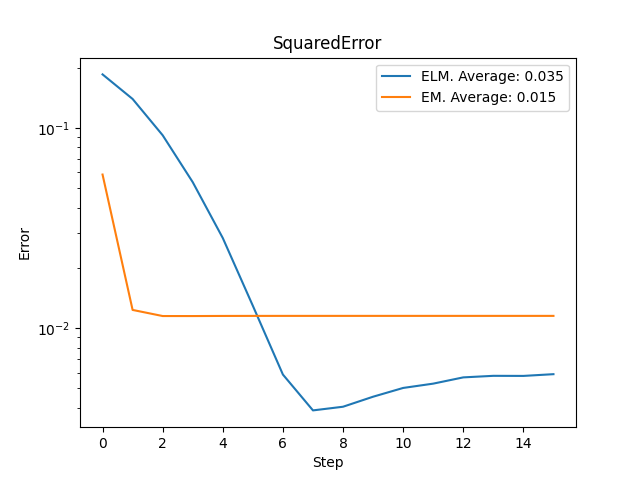 SquaredError
ELM. Average: 0.035
EM. Average: 0.015
Error
10⁻¹
10⁻²
0 2 4 6 8 10 12 14
Step